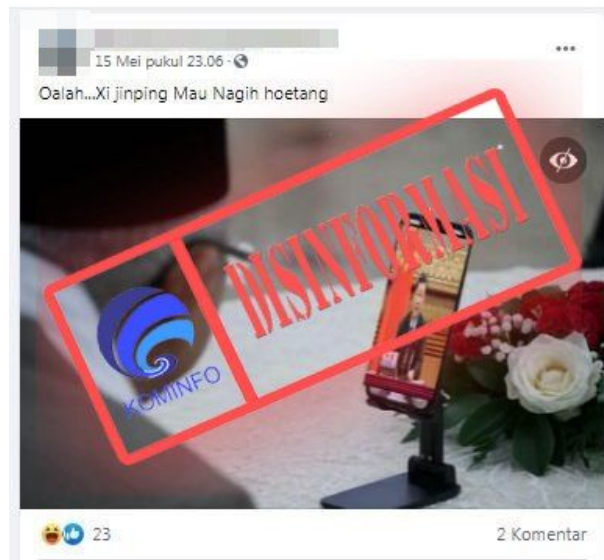 15 Mei pukul 23.06 ·
Oalah...Xi jinping Mau Nagih hoetang
DISINFORMASI
KOMINFO
23
2 Komentar